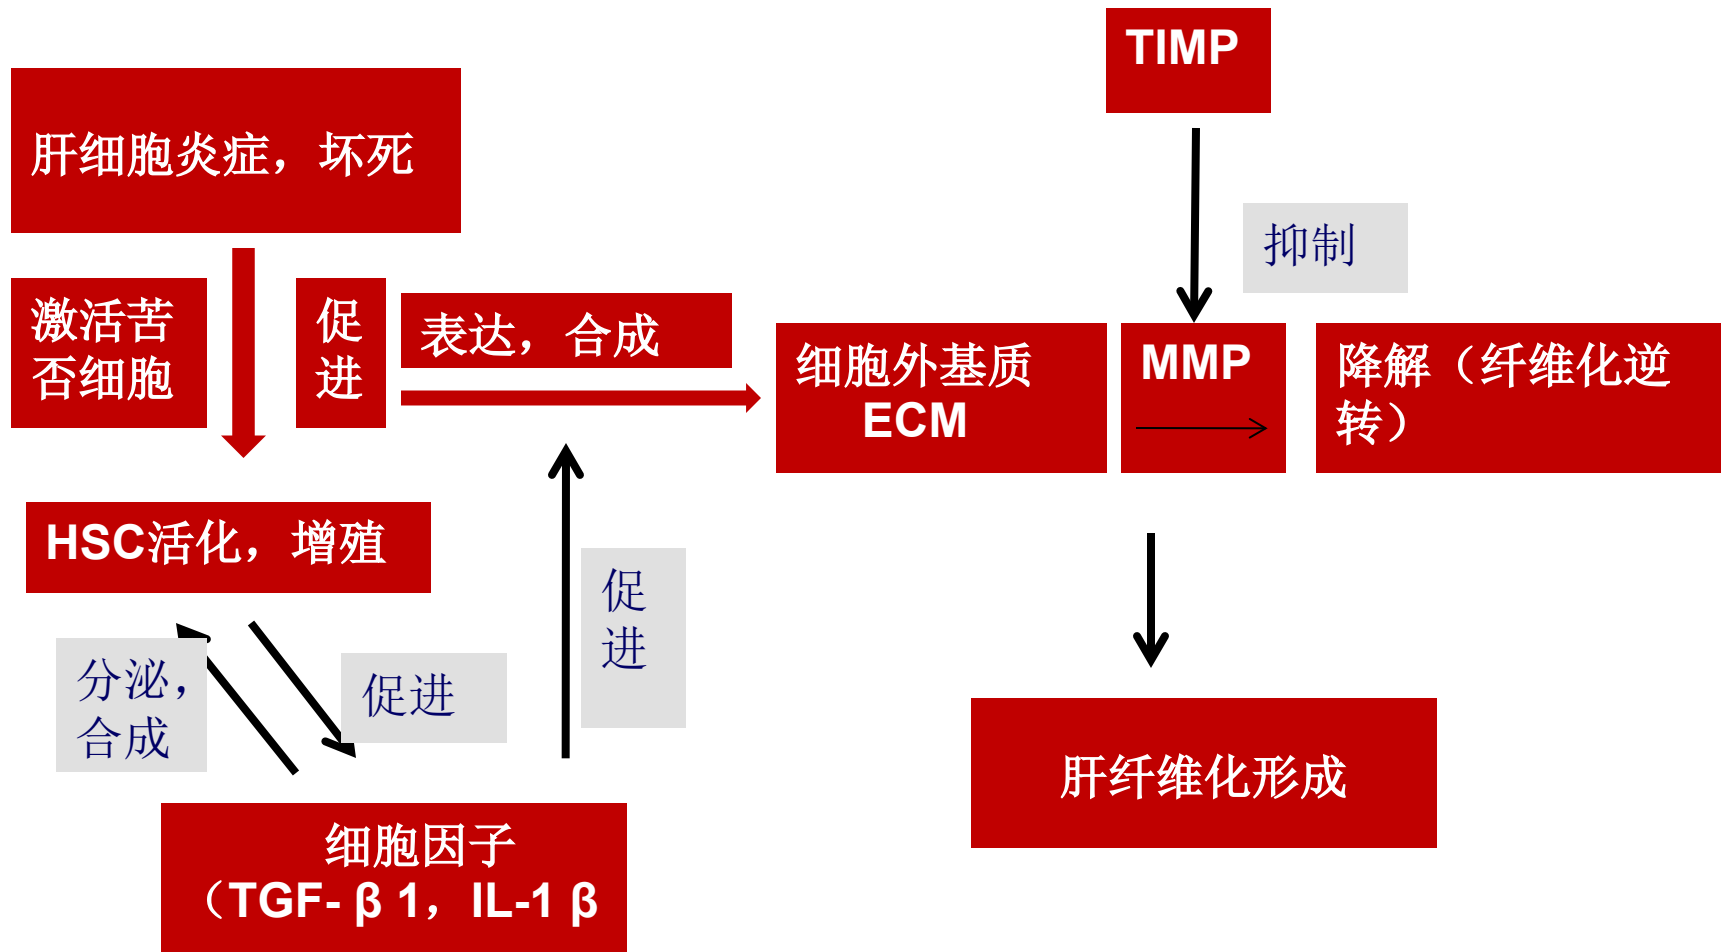 TIMP
肝细胞炎症，坏死
抑制
激活苦
否细胞
促
进
表达，合成
细胞外基质
ECM
MMP
降解（纤维化逆
转）
HSC活化，增殖
促
进
分泌，
合成
促进
肝纤维化形成
细胞因子
（TGF- β 1，IL-1 β